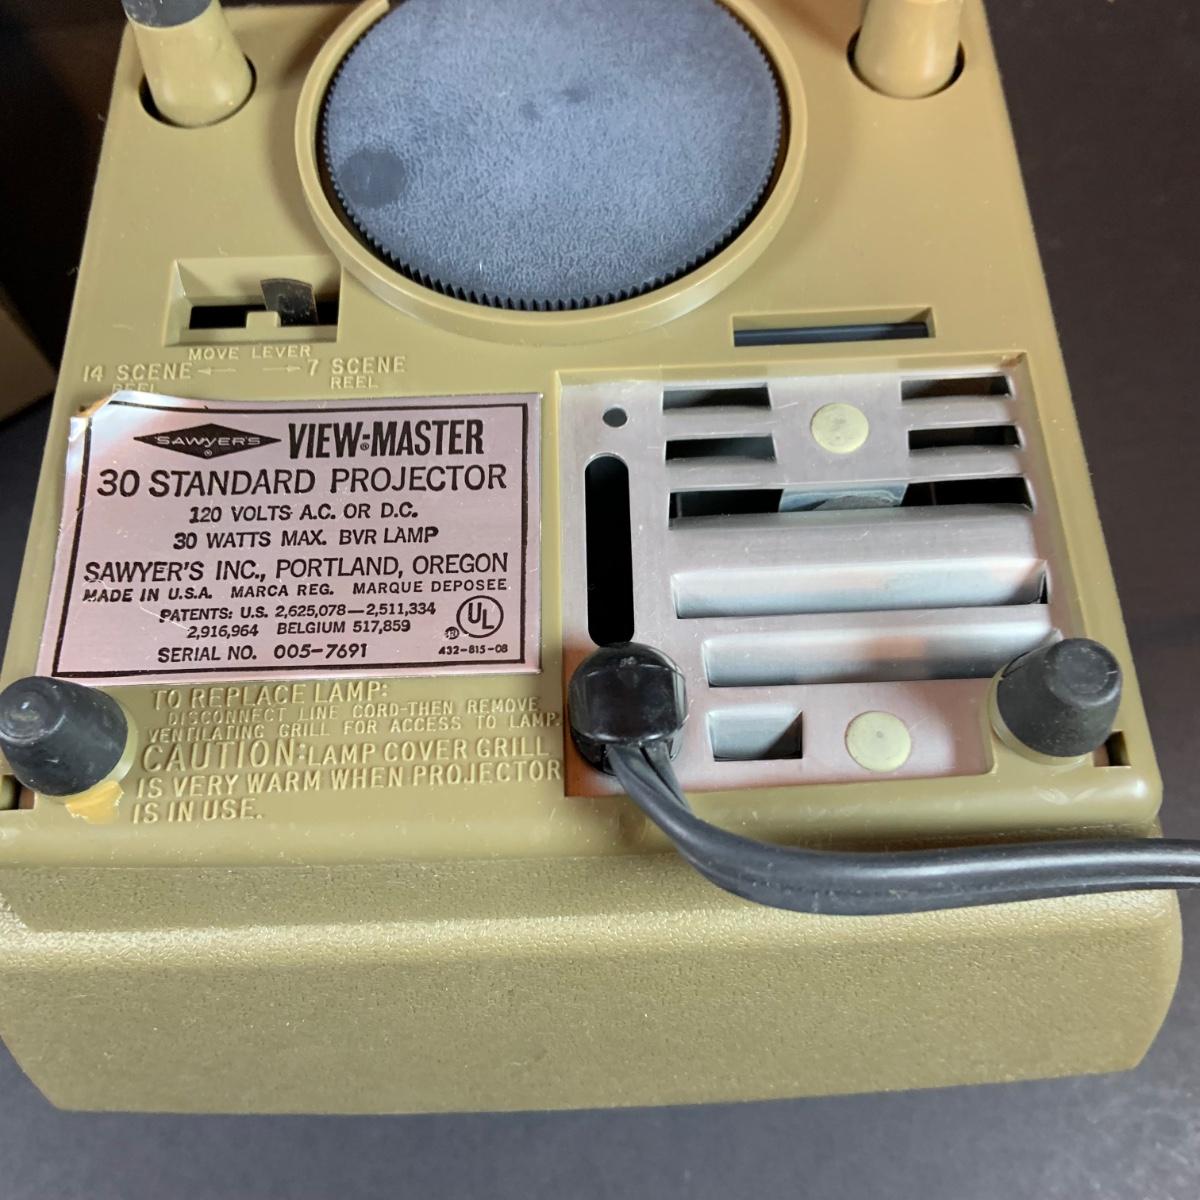 MOVE LEVER
14 SCENE ← → 7 SCENE
REEL REEL
SAWYER'S ® VIEW-MASTER ®
30 STANDARD PROJECTOR
120 VOLTS A.C. OR D.C.
30 WATTS MAX. BVR LAMP
SAWYER'S INC., PORTLAND, OREGON
MADE IN U.S.A. MARCA REG. MARQUE DEPOSEE
PATENTS: U.S. 2,625,078—2,511,334
2,916,964 BELGIUM 517,859 ® UL
SERIAL NO. 005-7691 432-815-08
TO REPLACE LAMP:
DISCONNECT LINE CORD-THEN REMOVE
VENTILATING GRILL FOR ACCESS TO LAMP.
CAUTION: LAMP COVER GRILL
IS VERY WARM WHEN PROJECTOR
IS IN USE.